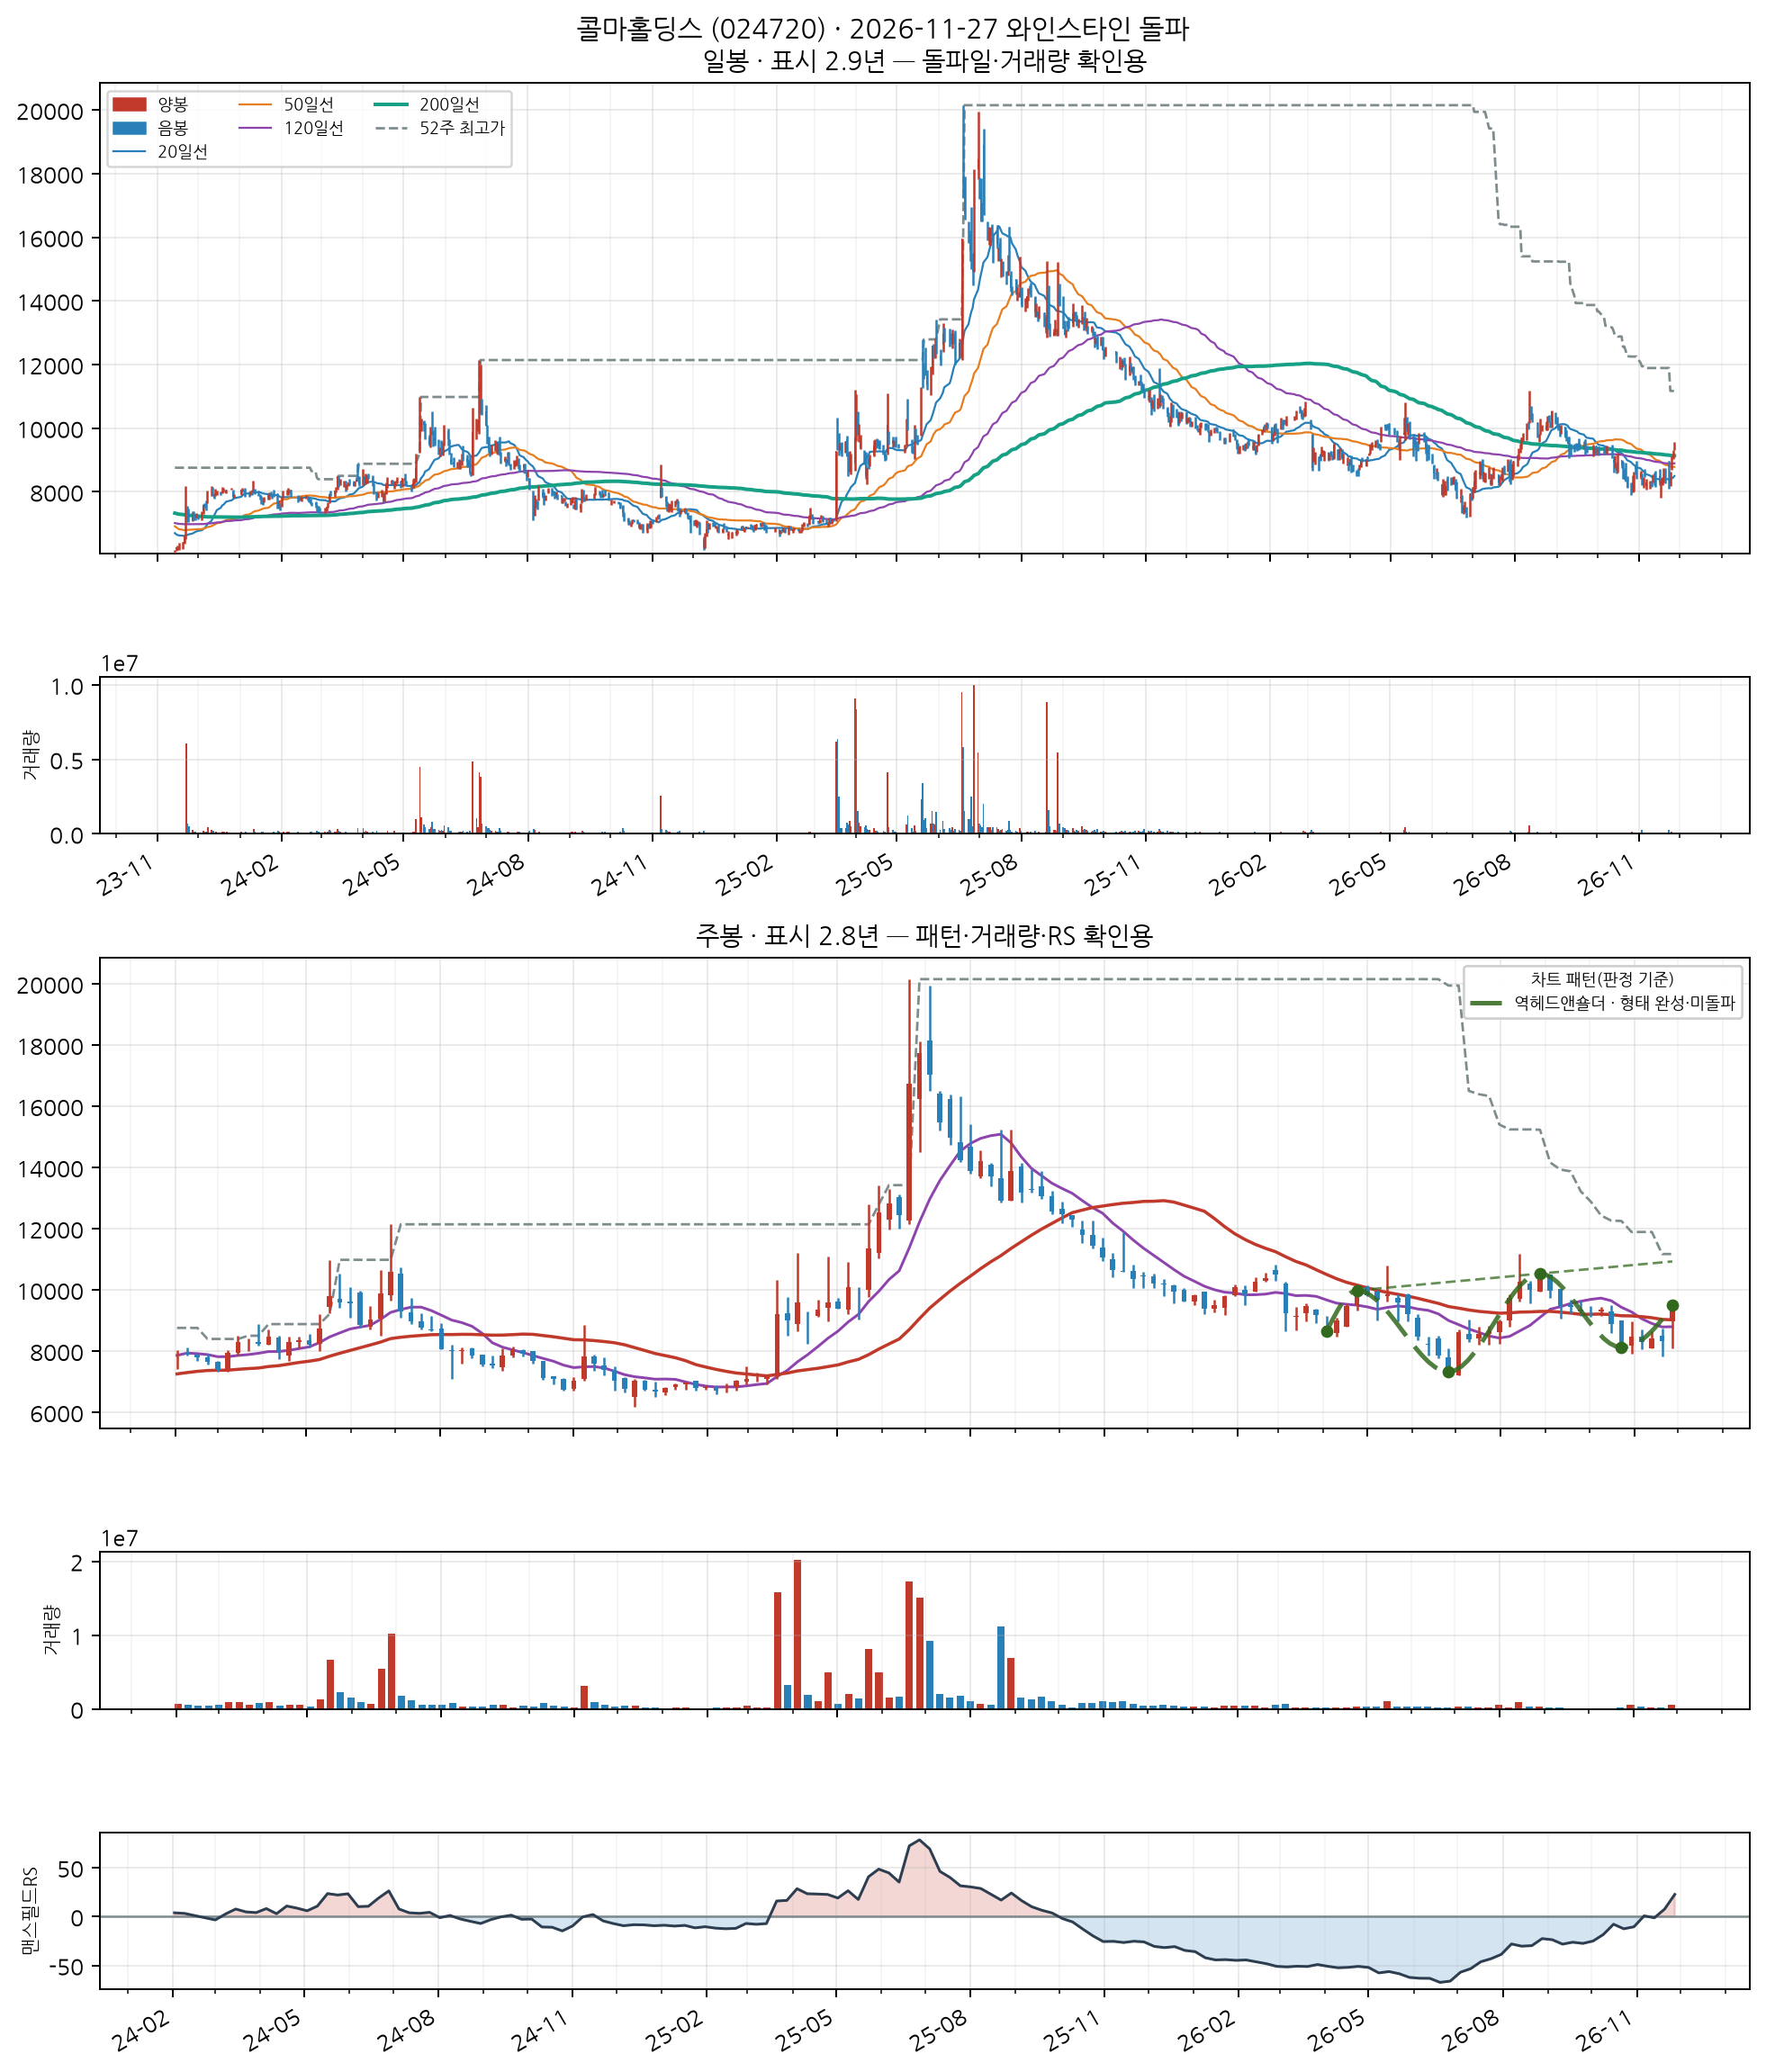 콜마홀딩스 (024720) · 2026-11-27 와인스타인 돌파
일봉 · 표시 2.9년 — 돌파일·거래량 확인용
양봉
음봉
20일선
50일선
120일선
200일선
52주 최고가
20000
18000
16000
14000
12000
10000
8000
1e7
1.0
0.5
0.0
거래량
23-11
24-02
24-05
24-08
24-11
25-02
25-05
25-08
25-11
26-02
26-05
26-08
26-11
주봉 · 표시 2.8년 — 패턴·거래량·RS 확인용
차트 패턴(판정 기준)
역헤드앤숄더 · 형태 완성·미돌파
20000
18000
16000
14000
12000
10000
8000
6000
1e7
2
1
0
거래량
50
0
-50
맨스필드RS
24-02
24-05
24-08
24-11
25-02
25-05
25-08
25-11
26-02
26-05
26-08
26-11